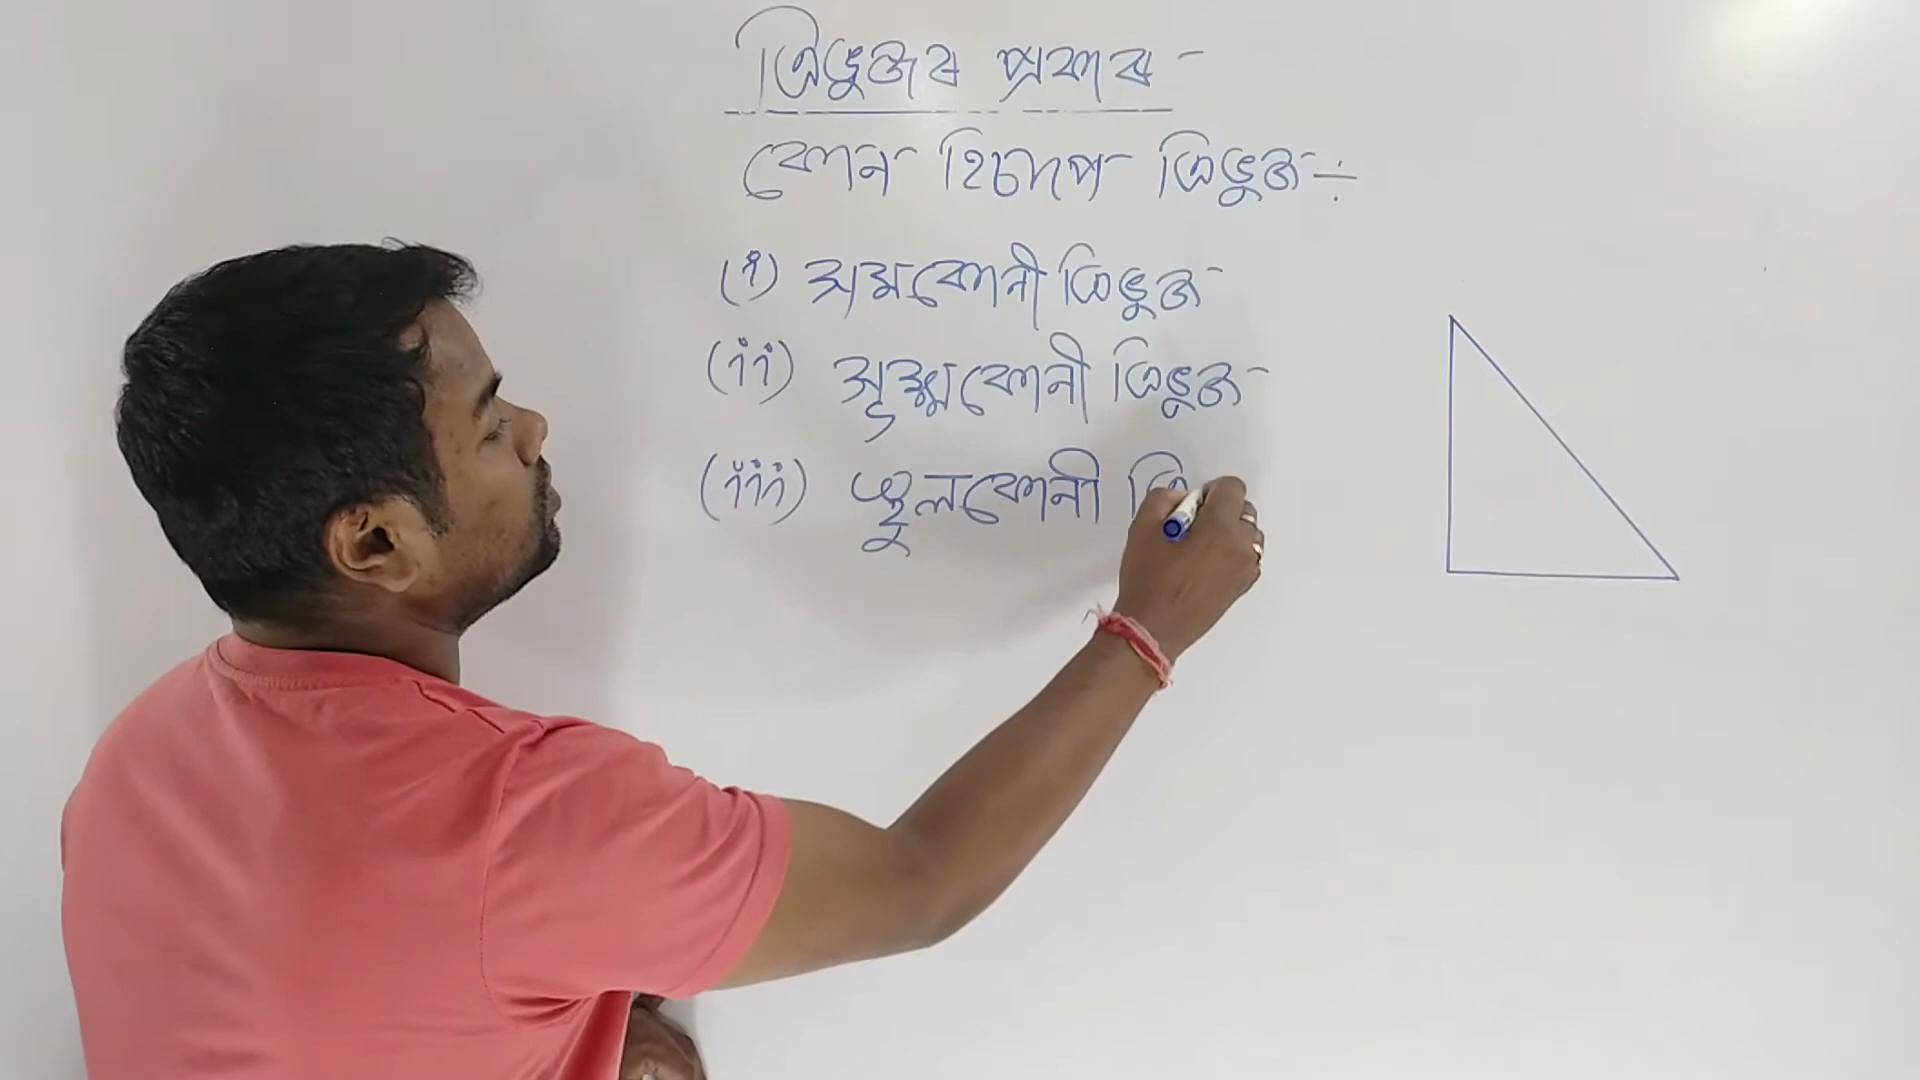 ত্ৰিভুজৰ প্ৰকাৰ -
কোন হিচাপে ত্ৰিভুজ ÷
(i) সমকোনী ত্ৰিভুজ
(ii) সূক্ষ্মকোনী ত্ৰিভুজ
(iii) স্থূলকোনী ত্ৰি